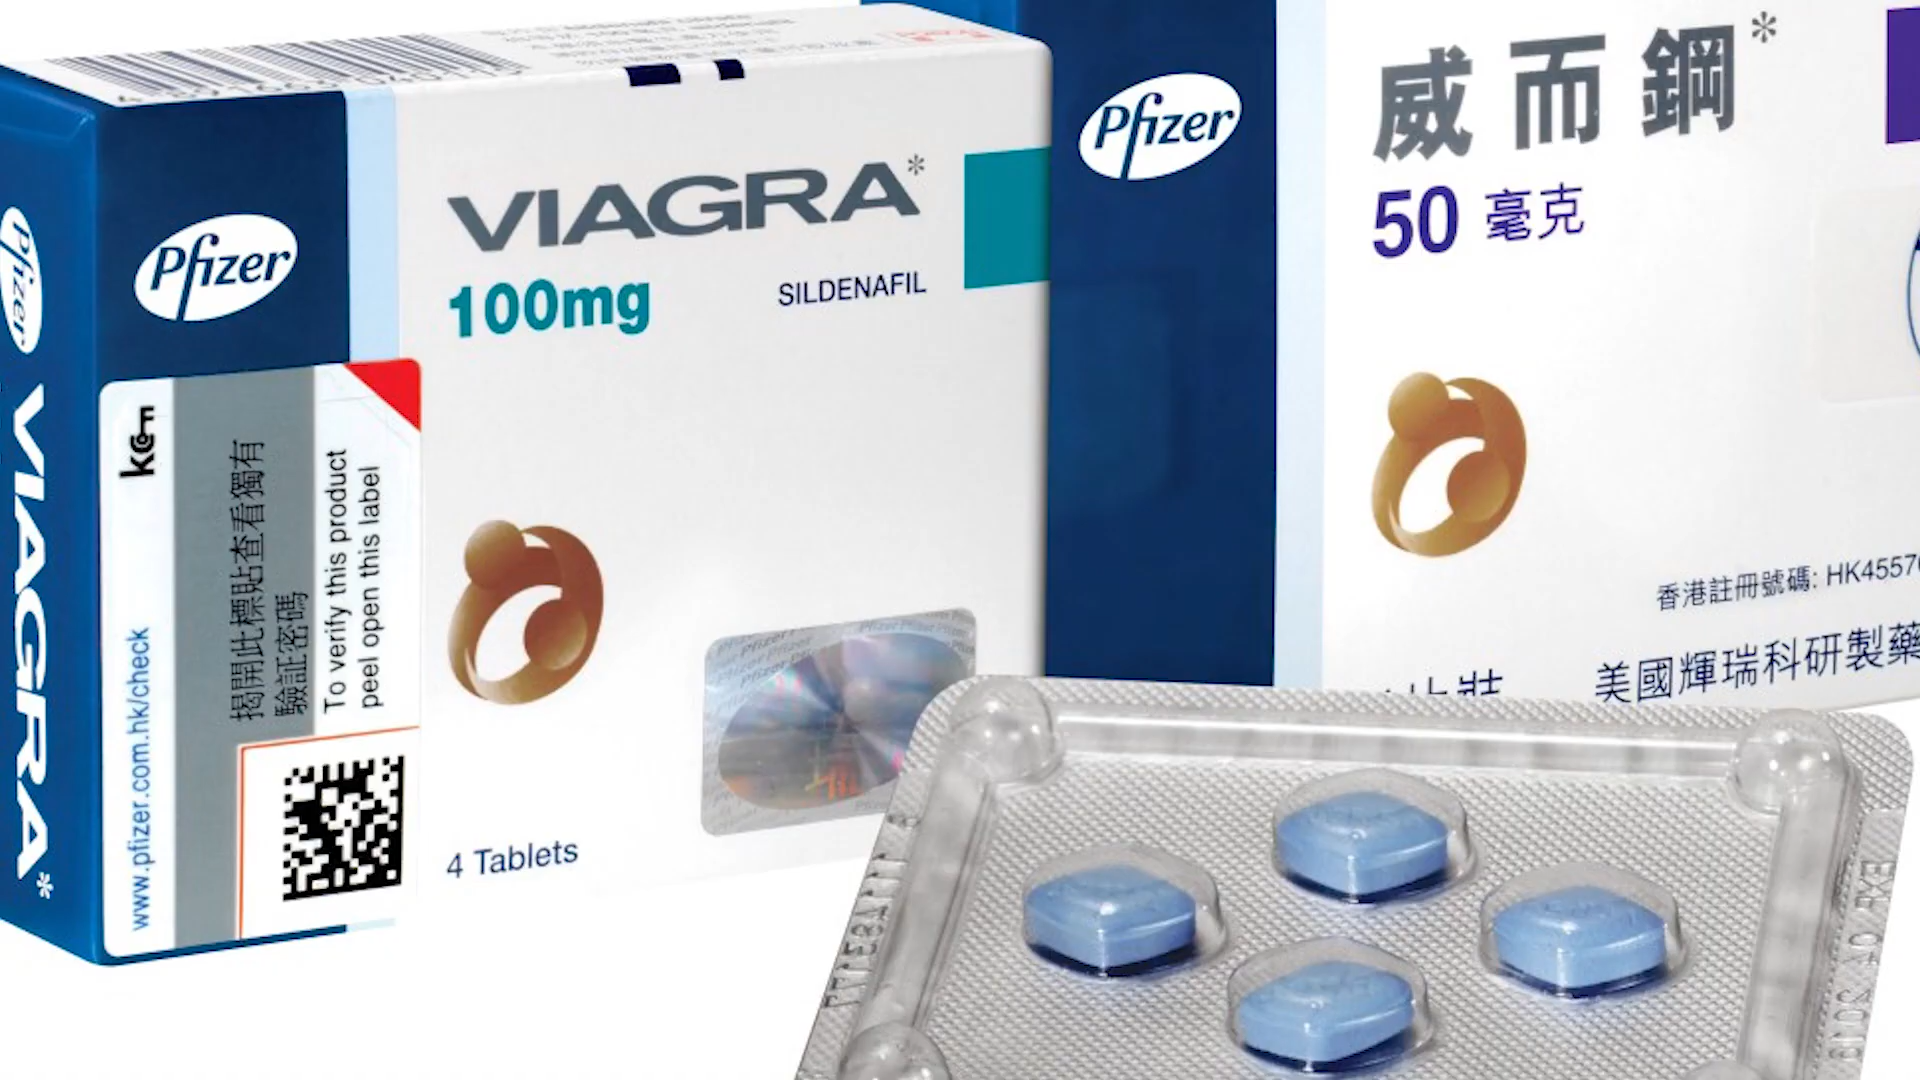 Pfizer
VIAGRA*
Pfizer
VIAGRA*
100mg
SILDENAFIL
4 Tablets
www.pfizer.com.hk/check
揭開此標貼查看獨有
驗証密碼
To verify this product
peel open this label
Pfizer
威而鋼*
50 毫克
香港註冊號碼: HK4557
美國輝瑞科研製藥